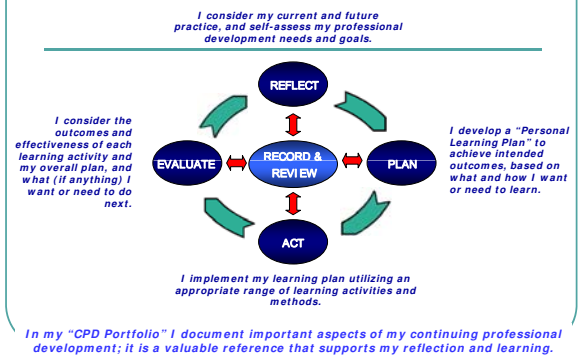 I consider my current and future
practice, and self-assess my professional
development needs and goals.
REFLECT
I consider the
outcomes and
effectiveness of each
learning activity and
my overall plan, and
what (if anything) I
want or need to do
next.
EVALUATE
RECORD &
REVIEW
PLAN
I develop a “Personal
Learning Plan” to
achieve intended
outcomes, based on
what and how I want
or need to learn.
ACT
I implement my learning plan utilizing an
appropriate range of learning activities and
methods.
In my “CPD Portfolio” I document important aspects of my continuing professional
development; it is a valuable reference that supports my reflection and learning.